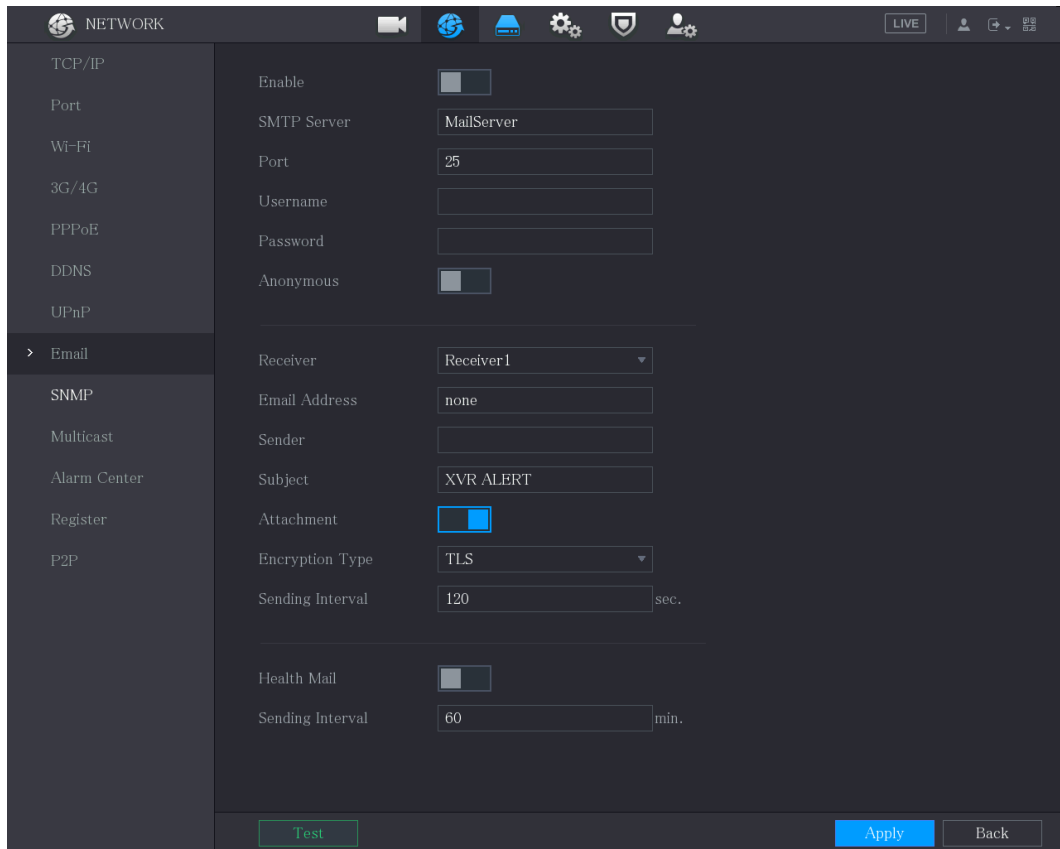 NETWORK
LIVE
TCP/IP
Port
Wi-Fi
3G/4G
PPPoE
DDNS
UPnP
Email
SNMP
Multicast
Alarm Center
Register
P2P
Enable
SMTP Server MailServer
Port 25
Username
Password
Anonymous
Receiver Receiver1
Email Address none
Sender
Subject XVR ALERT
Attachment
Encryption Type TLS
Sending Interval 120 sec.
Health Mail
Sending Interval 60 min.
Test Apply Back